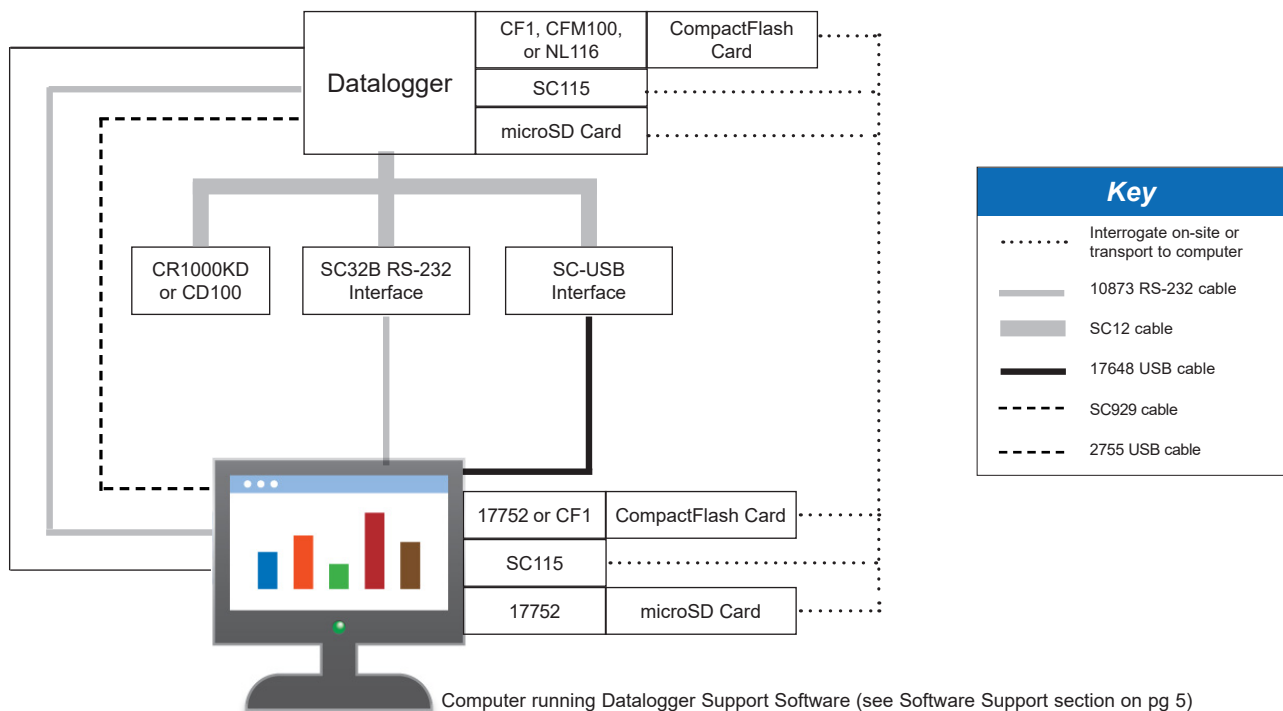 Datalogger
CF1, CFM100,
or NL116
CompactFlash
Card
SC115
microSD Card
CR1000KD
or CD100
SC32B RS-232
Interface
SC-USB
Interface
Key
Interrogate on-site or
transport to computer
10873 RS-232 cable
SC12 cable
17648 USB cable
SC929 cable
2755 USB cable
17752 or CF1
CompactFlash Card
SC115
17752
microSD Card
Computer running Datalogger Support Software (see Software Support section on pg 5)